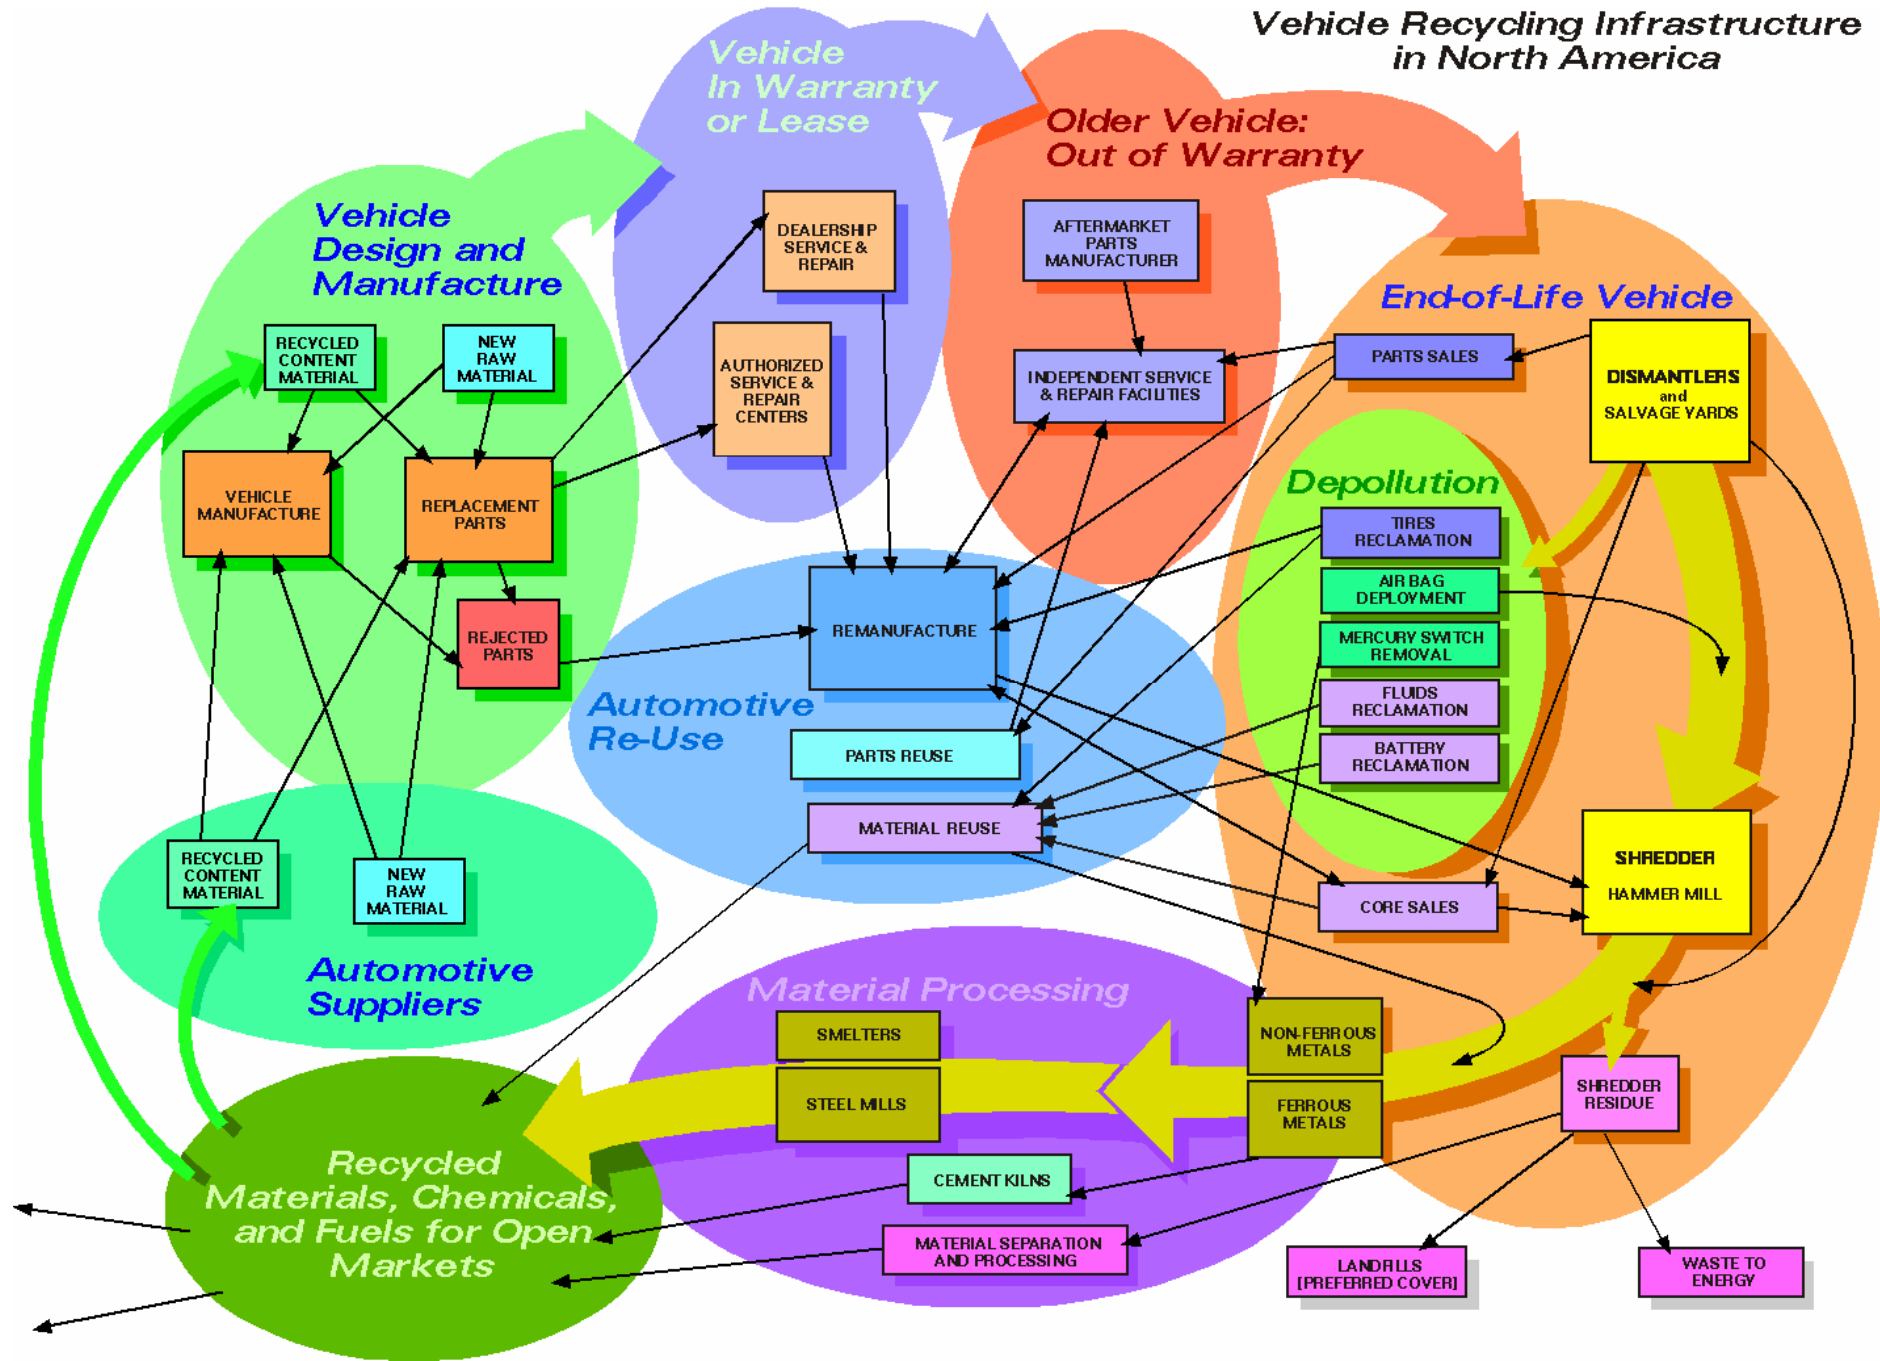 Vehicle Recycling Infrastructure
in North America
Vehicle
In Warranty
or Lease
Older Vehicle:
Out of Warranty
Vehicle
Design and
Manufacture
DEALERSHIP
SERVICE &
REPAIR
AFTERMARKET
PARTS
MANUFACTURER
End-of-Life Vehicle
RECYCLED
CONTENT
MATERIAL
NEW
RAW
MATERIAL
AUTHORIZED
SERVICE &
REPAIR
CENTERS
INDEPENDENT SERVICE
& REPAIR FACILITIES
PARTS SALES
DISMANTLERS
and
SALVAGE YARDS
VEHICLE
MANUFACTURE
REPLACEMENT
PARTS
REJECTED
PARTS
Depollution
TIRES
RECLAMATION
AIR BAG
DEPLOYMENT
MERCURY SWITCH
REMOVAL
FLUIDS
RECLAMATION
BATTERY
RECLAMATION
REMANUFACTURE
Automotive
Re-Use
PARTS REUSE
MATERIAL REUSE
RECYCLED
CONTENT
MATERIAL
NEW
RAW
MATERIAL
Automotive
Suppliers
CORE SALES
SHREDDER
HAMMER MILL
Material Processing
SMELTERS
STEEL MILLS
NON-FERROUS
METALS
FERROUS
METALS
SHREDDER
RESIDUE
CEMENT KILNS
MATERIAL SEPARATION
AND PROCESSING
Recycled
Materials, Chemicals,
and Fuels for Open
Markets
LANDFILLS
[PREFERRED COVER]
WASTE TO
ENERGY